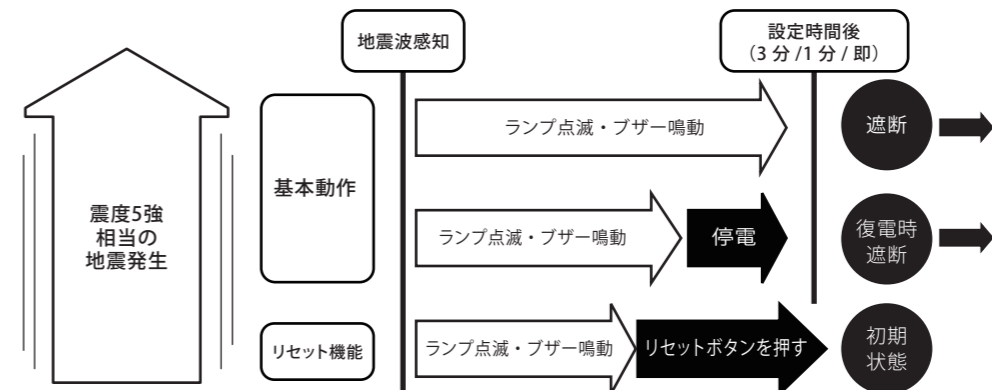 地震波感知
設定時間後
（3 分 /1 分 / 即）
震度5強
相当の
地震発生
基本動作
ランプ点滅・ブザー鳴動
遮断
ランプ点滅・ブザー鳴動
停電
復電時
遮断
リセット機能
ランプ点滅・ブザー鳴動
リセットボタンを押す
初期
状態